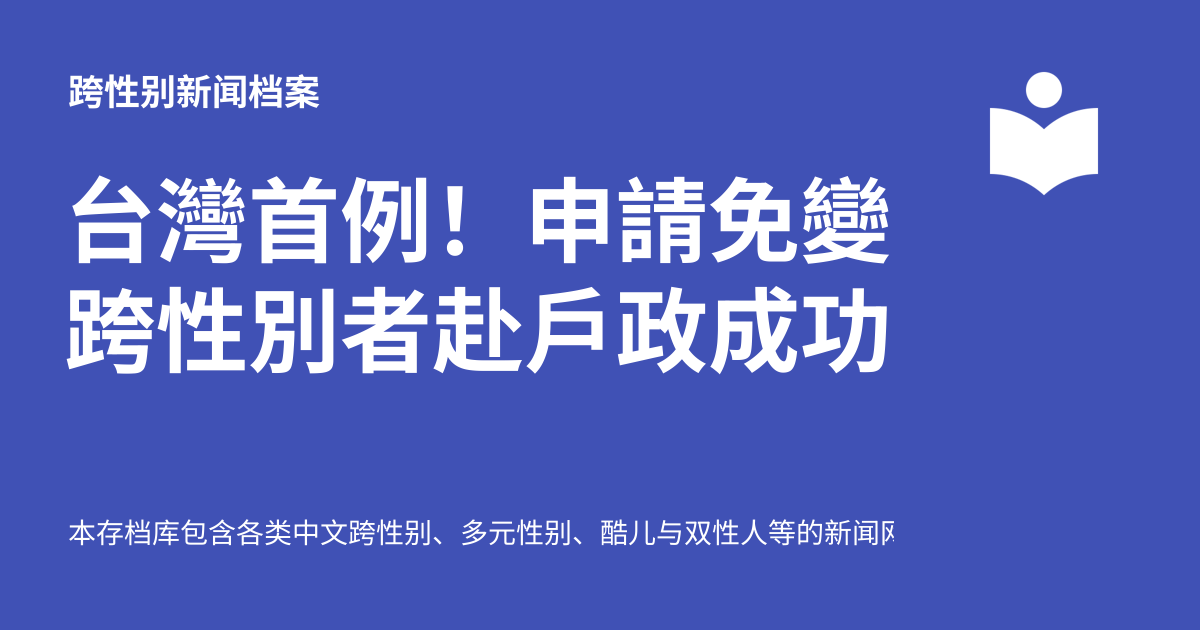 跨性别新闻档案
台灣首例！申請免變
跨性別者赴戶政成功
本存档库包含各类中文跨性别、多元性别、酷儿与双性人等的新闻